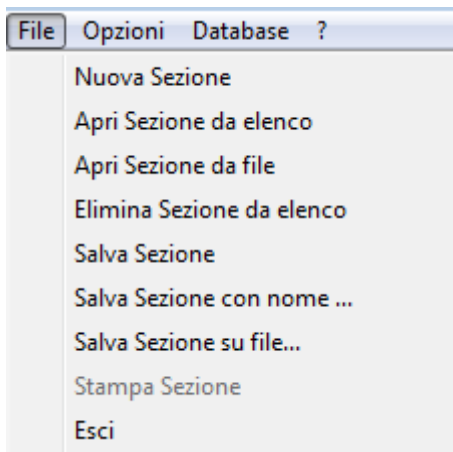 File Opzioni Database ?
Nuova Sezione
Apri Sezione da elenco
Apri Sezione da file
Elimina Sezione da elenco
Salva Sezione
Salva Sezione con nome ...
Salva Sezione su file...
Stampa Sezione
Esci